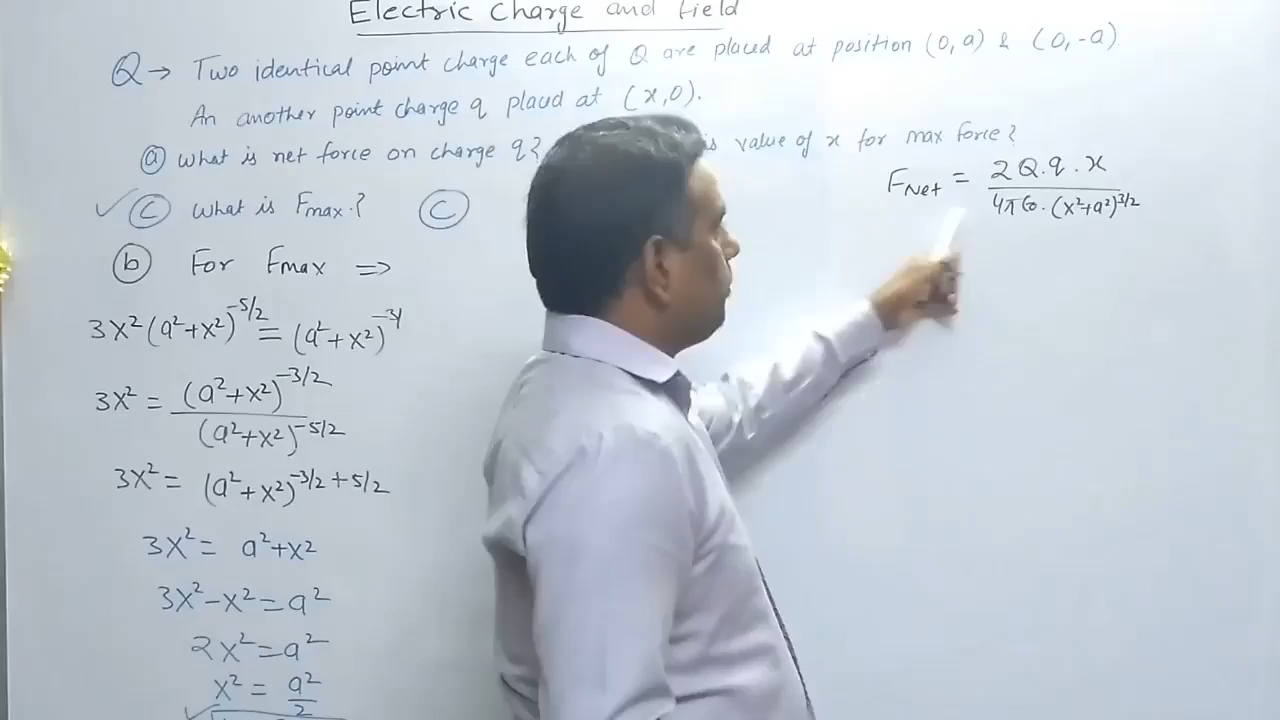 Electric Charge and Field
Q → Two identical point charge each of Q are placed at position (0, a) & (0, -a)
An another point charge q placed at (x, 0).
(a) What is net force on charge q? is value of x for max force?
✓ (c) What is Fmax.? (c)
F_Net = 2Q.q.x / 4πε₀.(x²+a²)^3/2
(b) For Fmax ⇒
3x²(a²+x²)^-5/2 = (a²+x²)^-3/
3x² = (a²+x²)^-3/2 / (a²+x²)^-5/2
3x² = (a²+x²)^-3/2+5/2
3x² = a²+x²
3x²-x² = a²
2x² = a²
x² = a²/2
✓